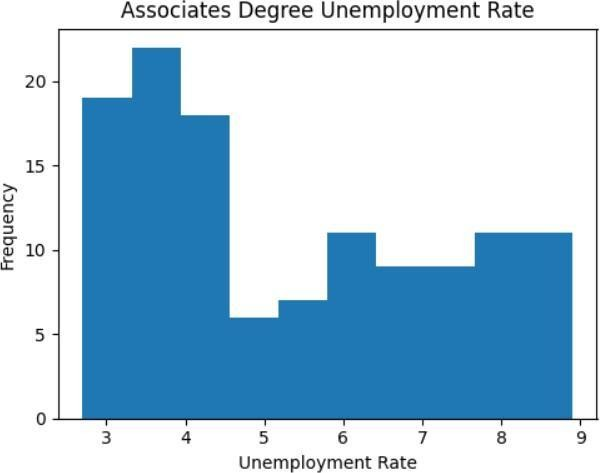 Associates Degree Unemployment Rate
20
15
10
5
0
Frequency
3 4 5 6 7 8 9
Unemployment Rate